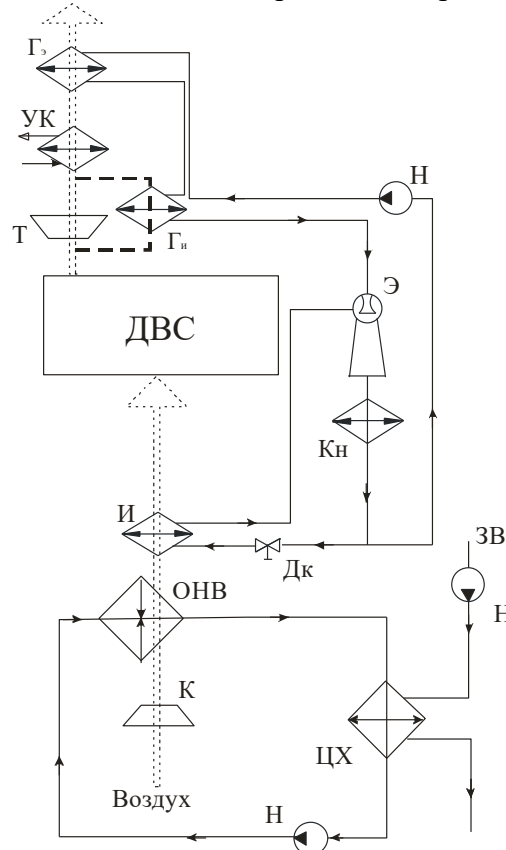 Гэ
УК
Н
Т
Ги
Э
ДВС
Кн
И
Дк
ЗВ
ОНВ
Н
К
ЦХ
Воздух
Н